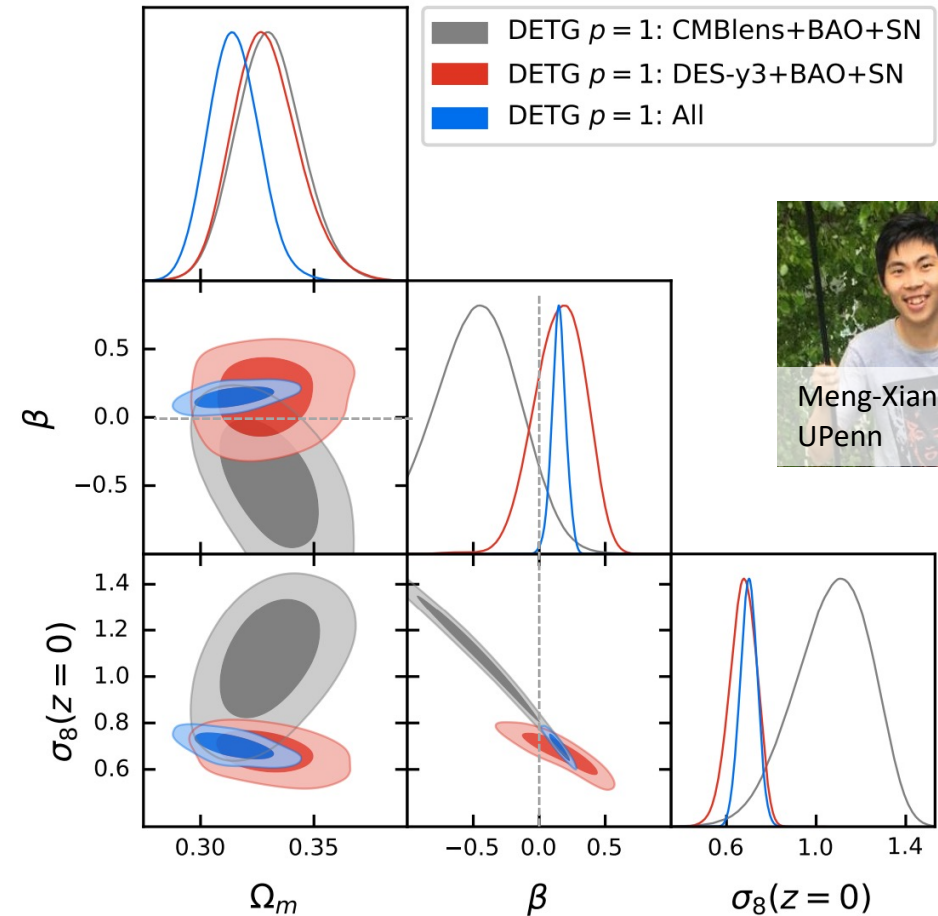 DETG p = 1: CMBlens+BAO+SN
DETG p = 1: DES-y3+BAO+SN
DETG p = 1: All
Meng-Xian
UPenn
β
0.5
0.0
−0.5
σ₈(z = 0)
1.4
1.2
1.0
0.8
0.6
0.30 0.35
−0.5 0.0 0.5
0.6 1.0 1.4
Ωₘ
β
σ₈(z = 0)